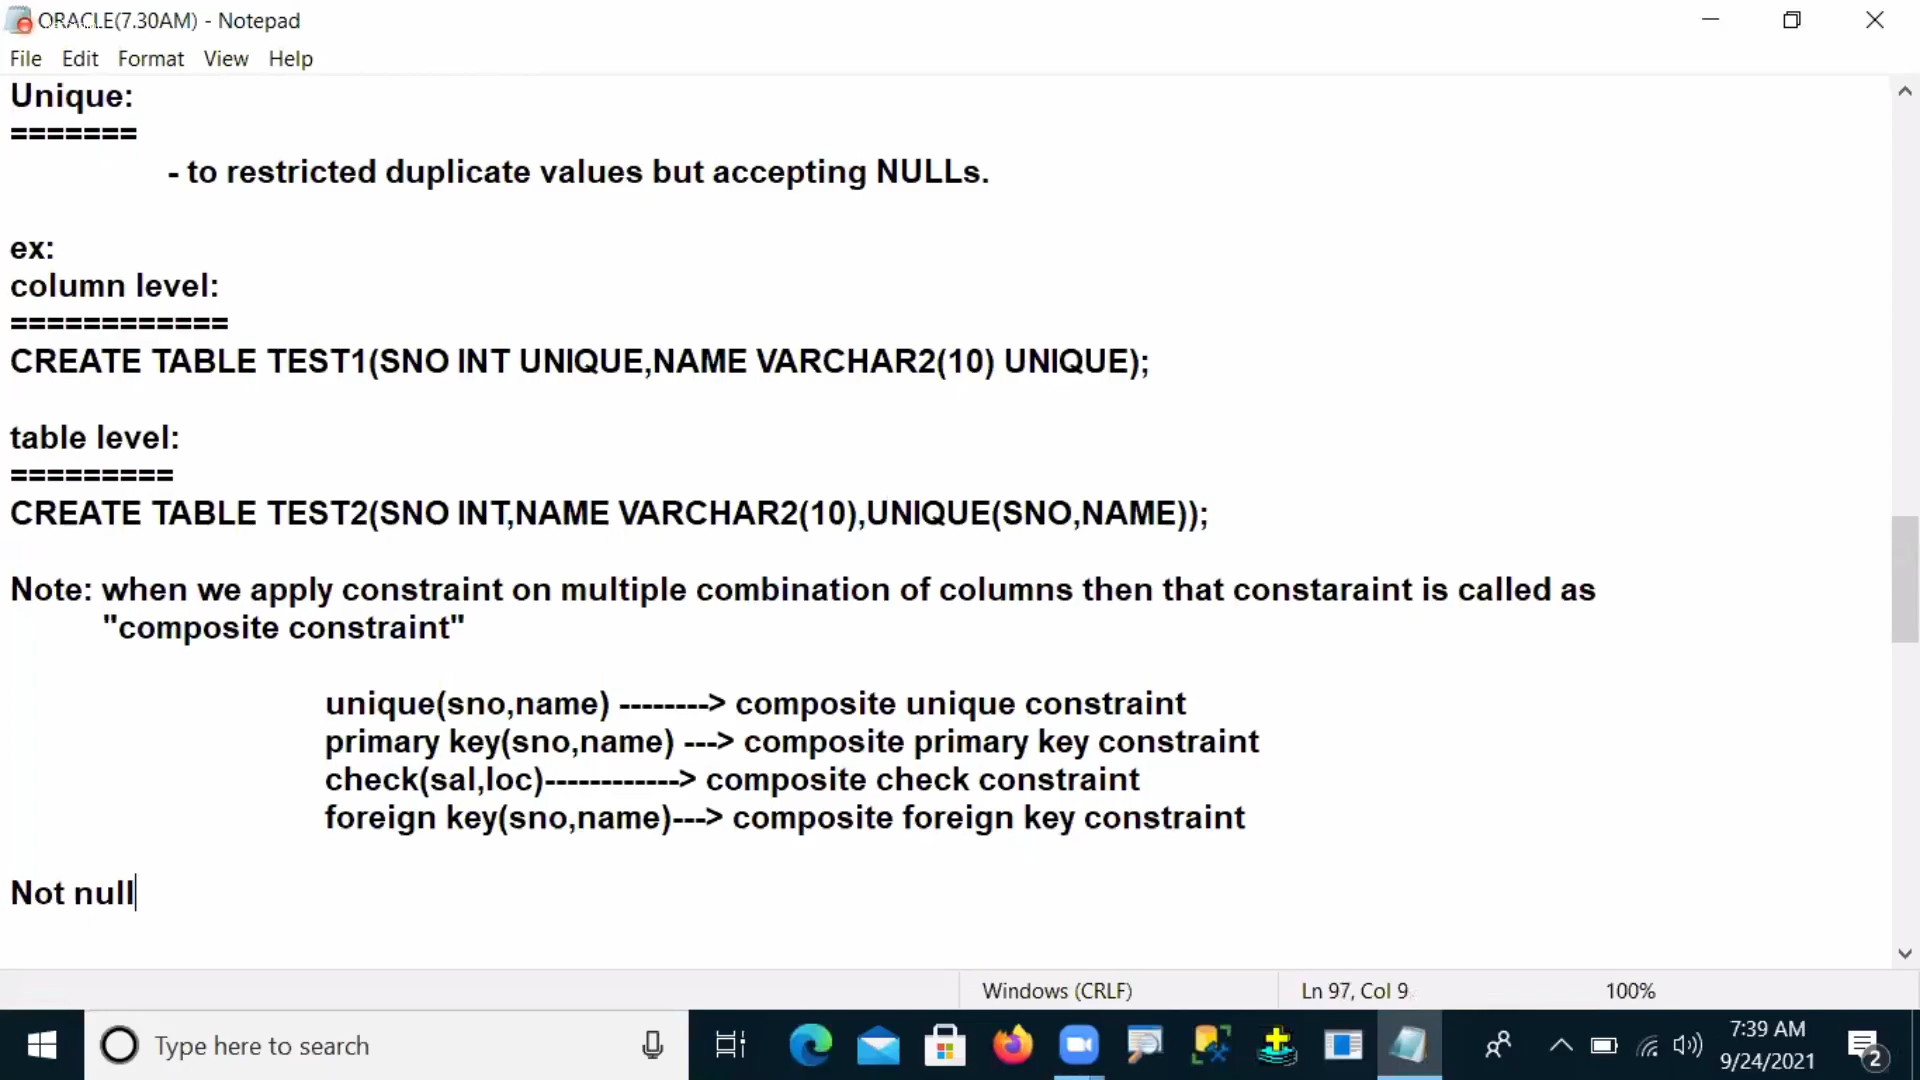 ORACLE(7.30AM) - Notepad
File Edit Format View Help
Unique:
=======
- to restricted duplicate values but accepting NULLs.
ex:
column level:
============
CREATE TABLE TEST1(SNO INT UNIQUE,NAME VARCHAR2(10) UNIQUE);
table level:
=========
CREATE TABLE TEST2(SNO INT,NAME VARCHAR2(10),UNIQUE(SNO,NAME));
Note: when we apply constraint on multiple combination of columns then that constaraint is called as
"composite constraint"
unique(sno,name) --------> composite unique constraint
primary key(sno,name) ---> composite primary key constraint
check(sal,loc)------------> composite check constraint
foreign key(sno,name)---> composite foreign key constraint
Not null
Windows (CRLF) Ln 97, Col 9 100%
Type here to search
7:39 AM
9/24/2021
2